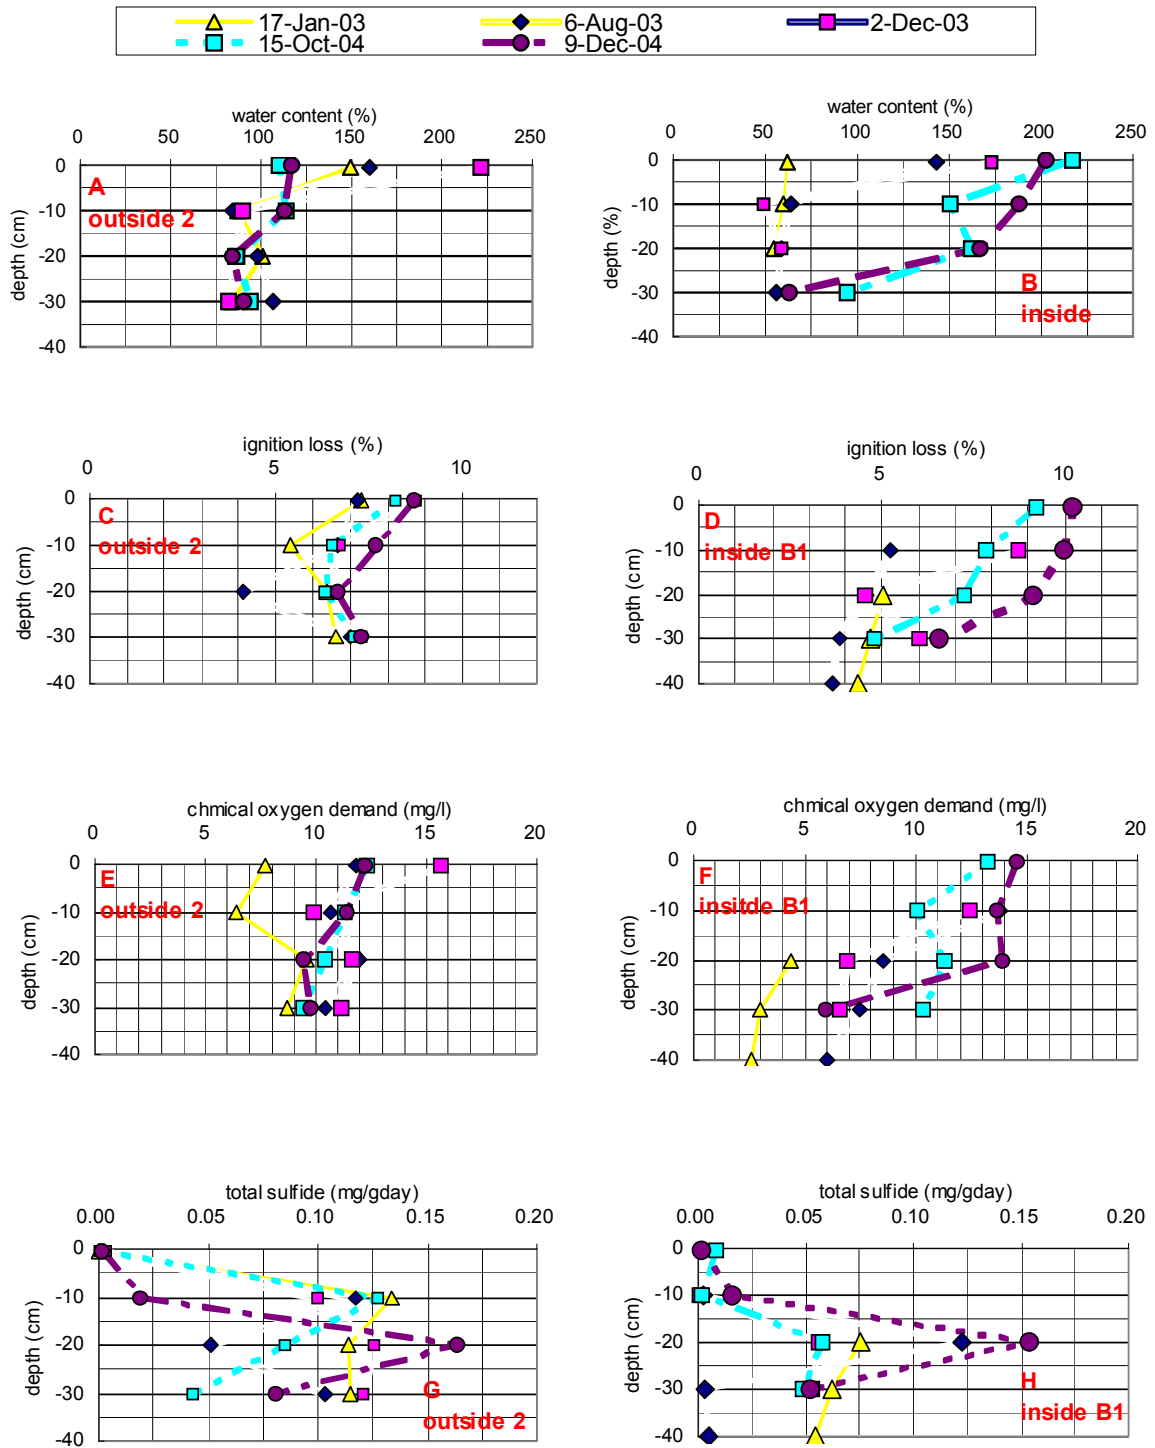 17-Jan-03 6-Aug-03 2-Dec-03
15-Oct-04 9-Dec-04
water content (%)
0 50 100 150 200 250
0
-10
-20
-30
-40
depth (cm)
A
outside 2
water content (%)
0 50 100 150 200 250
0
-10
-20
-30
-40
depth (%)
B
inside
ignition loss (%)
0 5 10
0
-10
-20
-30
-40
depth (cm)
C
outside 2
ignition loss (%)
0 5 10
0
-10
-20
-30
-40
depth (cm)
D
inside B1
chmical oxygen demand (mg/l)
0 5 10 15 20
0
-10
-20
-30
-40
depth (cm)
E
outside 2
chmical oxygen demand (mg/l)
0 5 10 15 20
0
-10
-20
-30
-40
depth (cm)
F
insitde B1
total sulfide (mg/gday)
0.00 0.05 0.10 0.15 0.20
0
-10
-20
-30
-40
depth (cm)
G
outside 2
total sulfide (mg/gday)
0.00 0.05 0.10 0.15 0.20
0
-10
-20
-30
-40
depth (cm)
H
inside B1